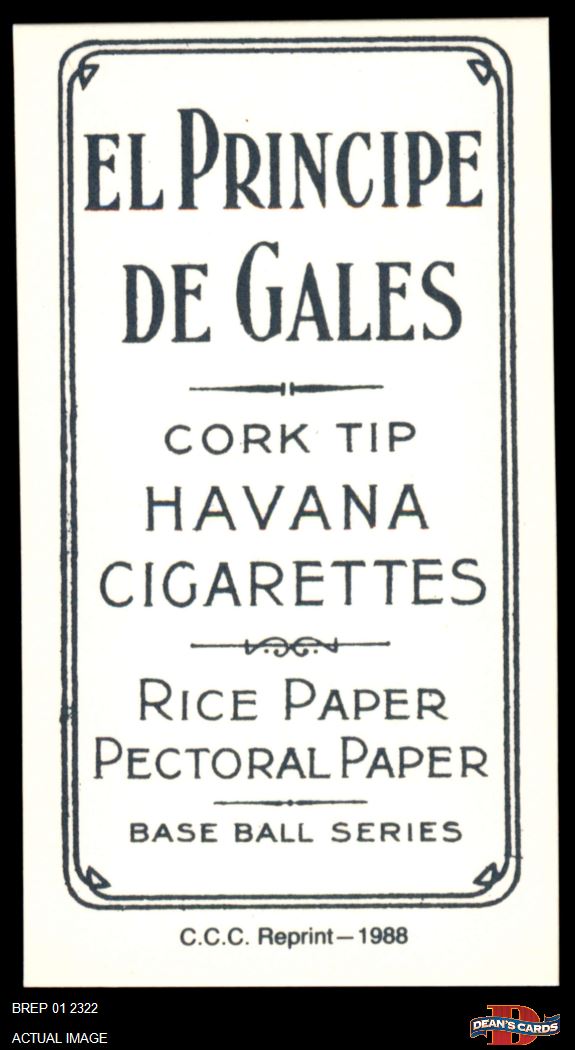 EL PRINCIPE
DE GALES
CORK TIP
HAVANA
CIGARETTES
RICE PAPER
PECTORAL PAPER
BASE BALL SERIES
C.C.C. Reprint—1988
BREP 01 2322
ACTUAL IMAGE
D
DEAN'S CARDS